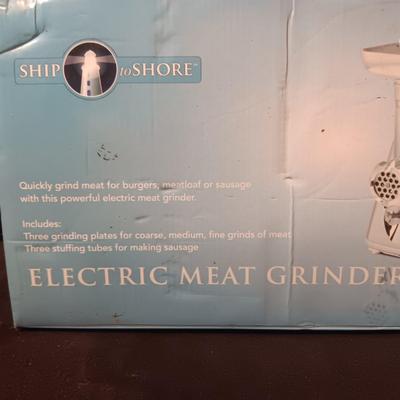 SHIP to SHORE™
Quickly grind meat for burgers, meatloaf or sausage
with this powerful electric meat grinder.
Includes:
Three grinding plates for coarse, medium, fine grinds of meat
Three stuffing tubes for making sausage
ELECTRIC MEAT GRINDER